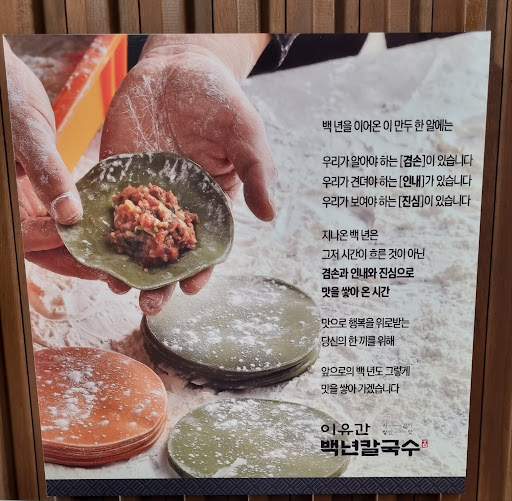 백 년을 이어온 이 만두 한 알에는
우리가 알아야 하는 [겸손]이 있습니다
우리가 견뎌야 하는 [인내]가 있습니다
우리가 보여야 하는 [진심]이 있습니다
지나온 백 년은
그저 시간이 흐른 것이 아닌
겸손과 인내와 진심으로
맛을 쌓아 온 시간
맛으로 행복을 위로받는
당신의 한 끼를 위해
앞으로의 백 년도 그렇게
맛을 쌓아 가겠습니다
이유간
백년칼국수